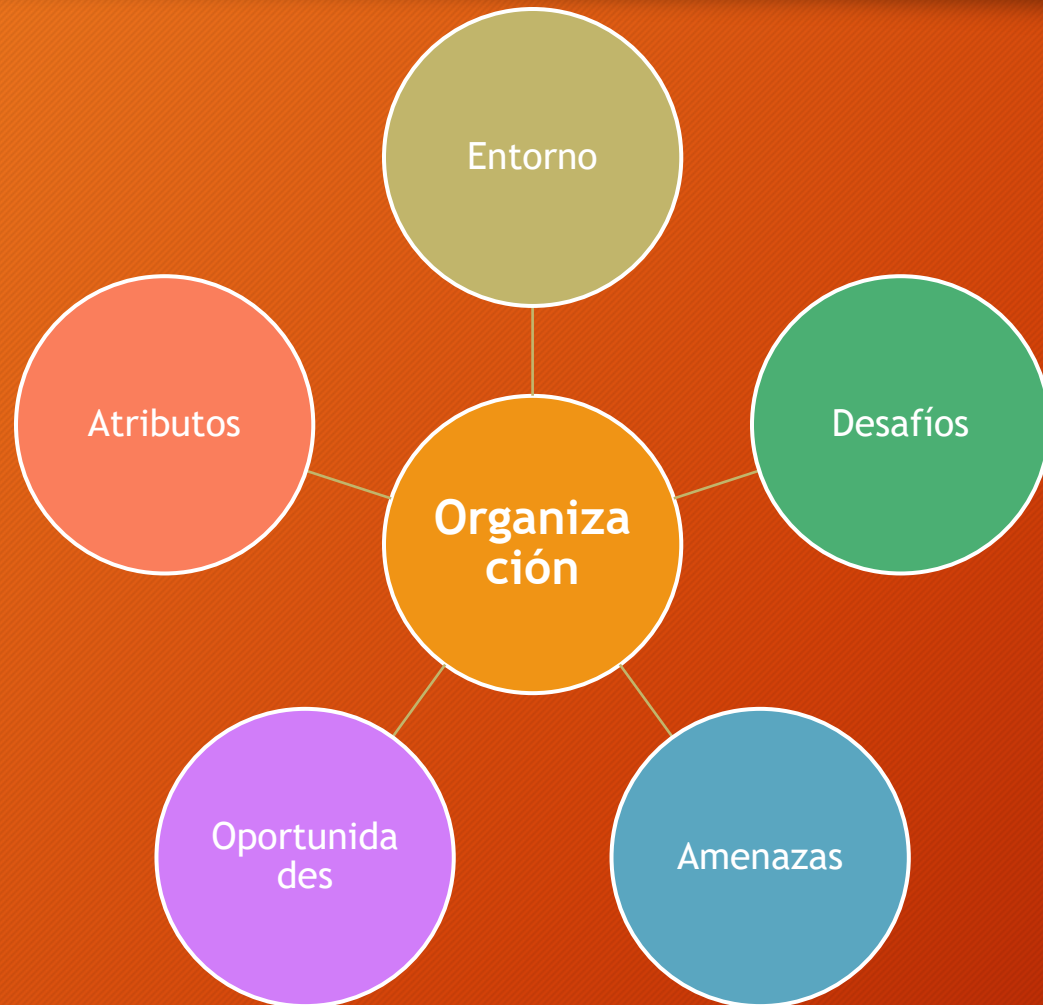 Entorno
Atributos
Desafíos
Organiza
ción
Oportunida
des
Amenazas